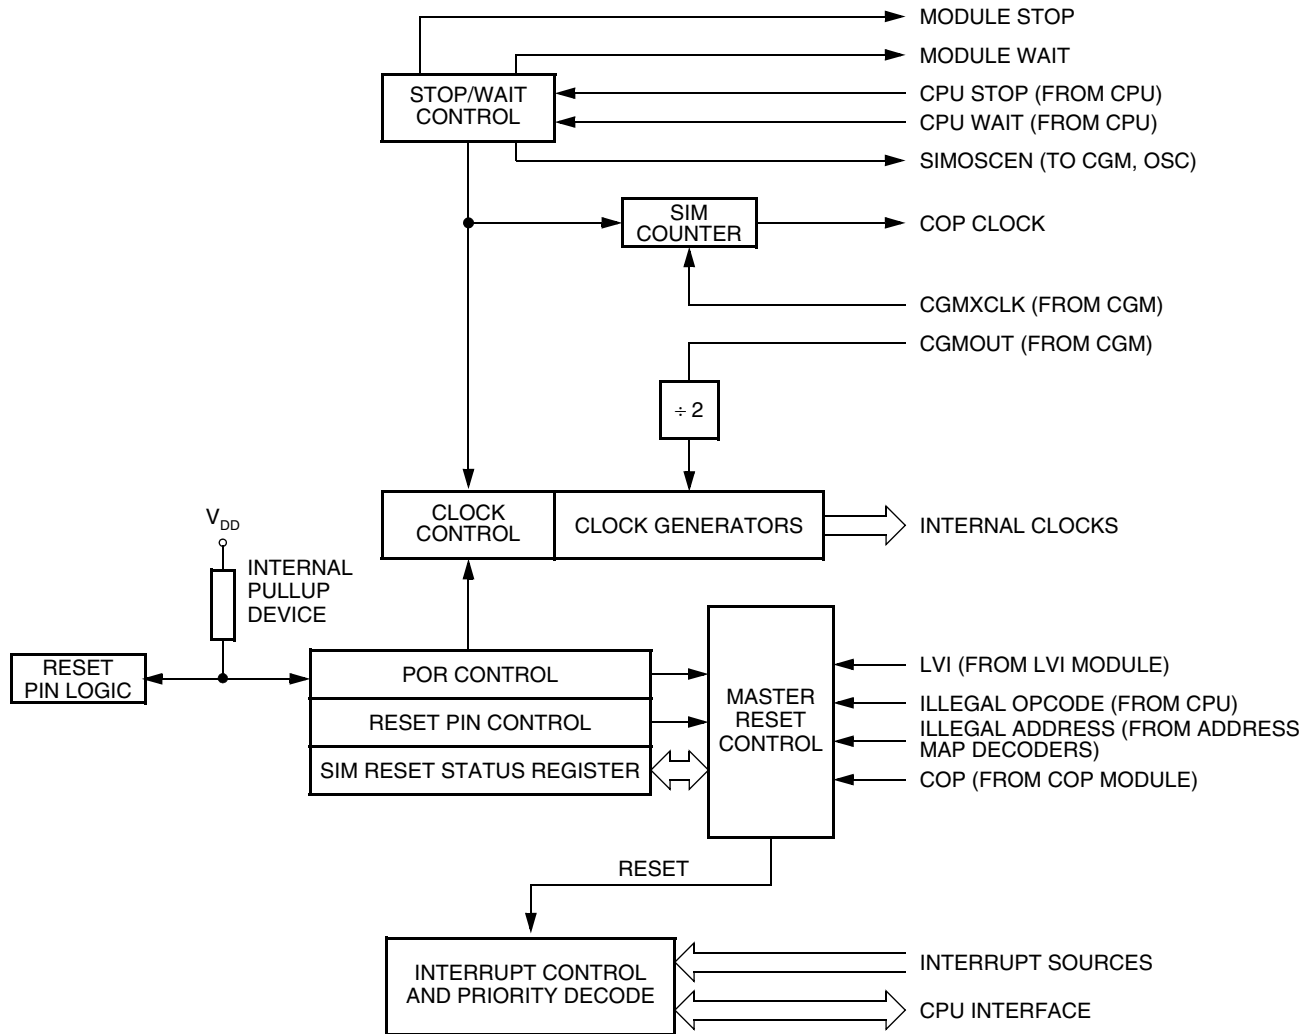 MODULE STOP
MODULE WAIT
STOP/WAIT
CONTROL
CPU STOP (FROM CPU)
CPU WAIT (FROM CPU)
SIMOSCEN (TO CGM, OSC)
SIM
COUNTER
COP CLOCK
CGMXCLK (FROM CGM)
CGMOUT (FROM CGM)
÷ 2
CLOCK
CONTROL
CLOCK GENERATORS
INTERNAL CLOCKS
VDD
INTERNAL
PULLUP
DEVICE
RESET
PIN LOGIC
POR CONTROL
RESET PIN CONTROL
SIM RESET STATUS REGISTER
MASTER
RESET
CONTROL
LVI (FROM LVI MODULE)
ILLEGAL OPCODE (FROM CPU)
ILLEGAL ADDRESS (FROM ADDRESS
MAP DECODERS)
COP (FROM COP MODULE)
RESET
INTERRUPT CONTROL
AND PRIORITY DECODE
INTERRUPT SOURCES
CPU INTERFACE